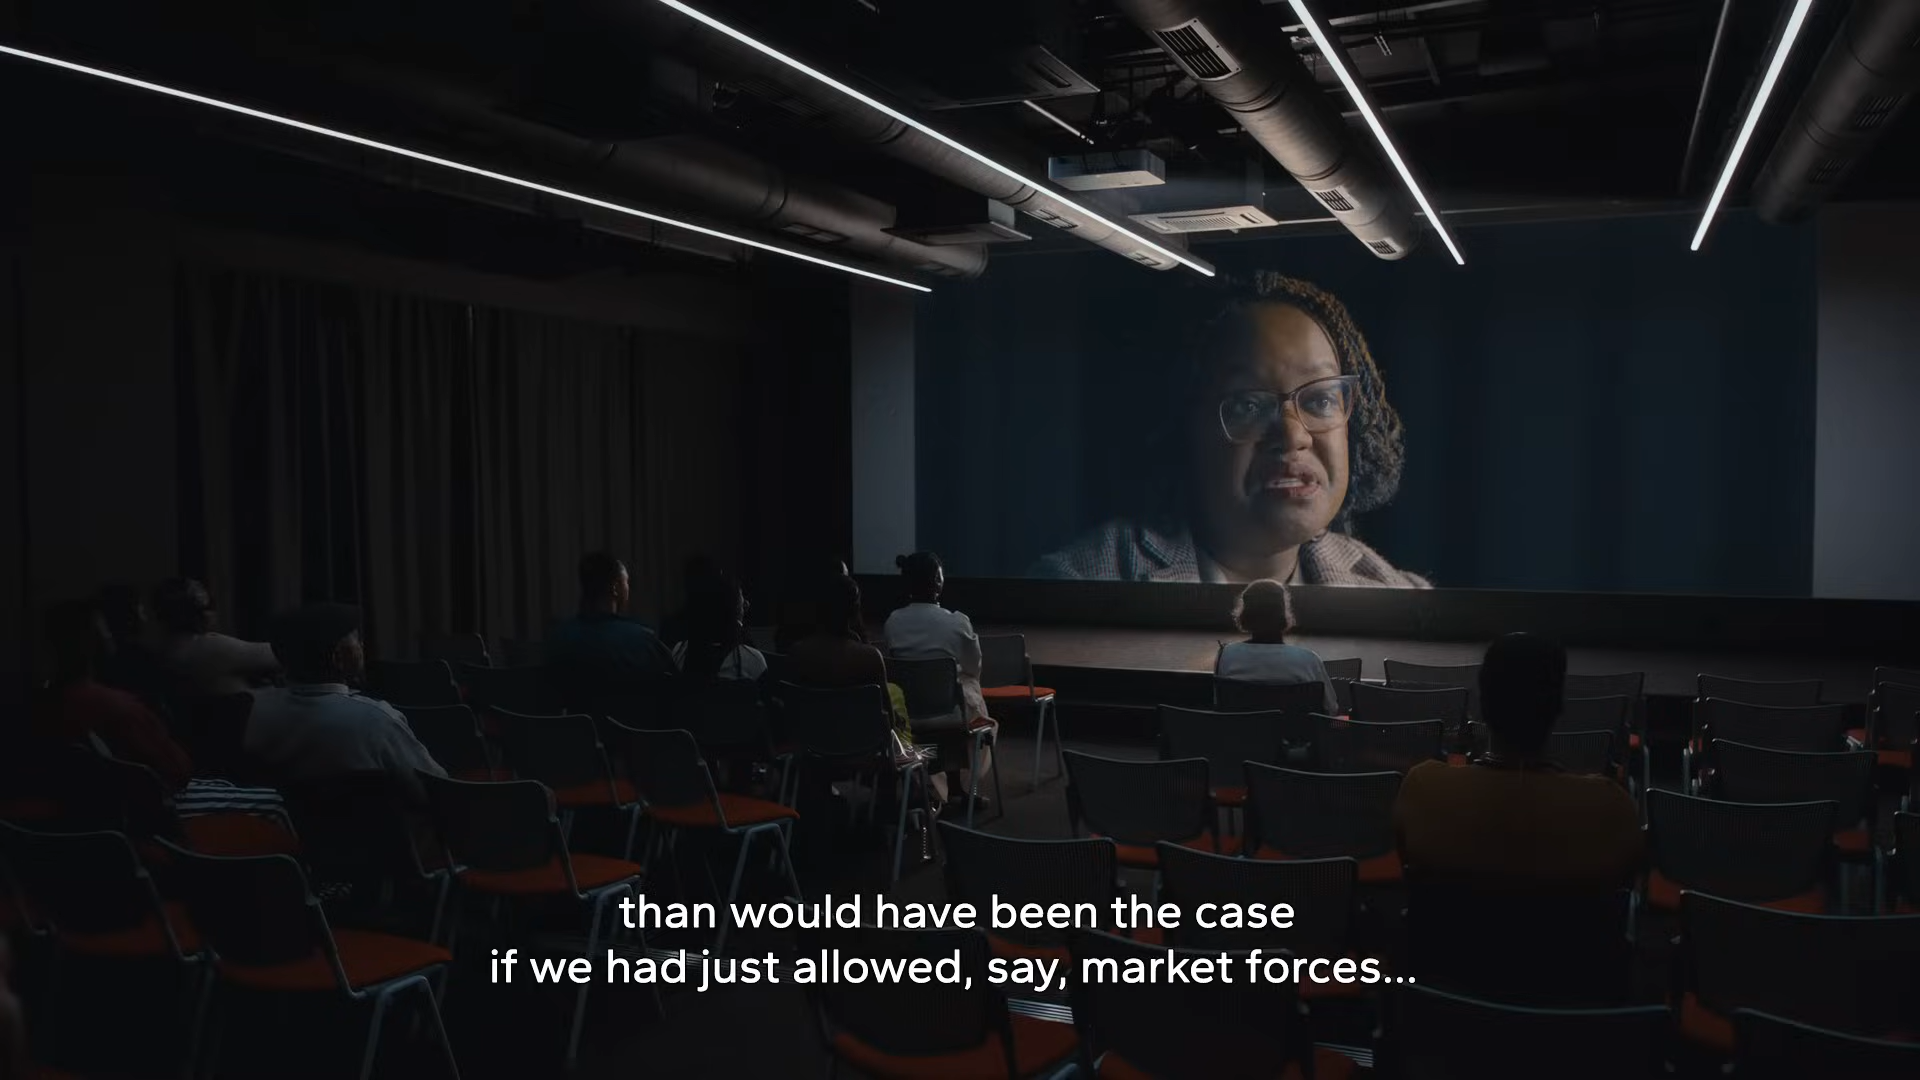 than would have been the case
if we had just allowed, say, market forces...